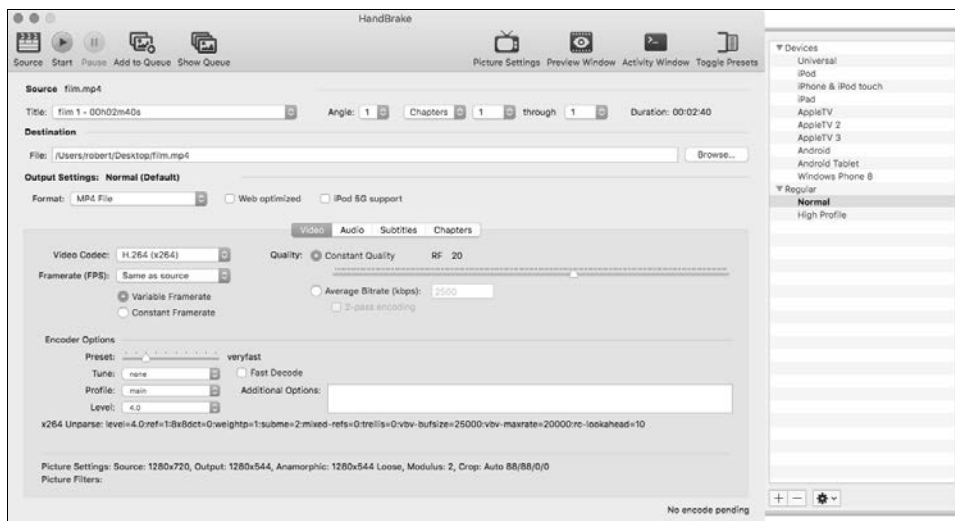 HandBrake
Source Start Pause Add to Queue Show Queue Picture Settings Preview Window Activity Window Toggle Presets
Source film.mp4
Title: film 1 - 00h02m40s Angle: 1 Chapters 1 through 1 Duration: 00:02:40
Destination
File: /Users/robert/Desktop/film.mp4 Browse...
Output Settings: Normal (Default)
Format: MP4 File Web optimized iPod 5G support
Video Audio Subtitles Chapters
Video Codec: H.264 (x264) Quality: Constant Quality RF 20
Framerate (FPS): Same as source
Average Bitrate (kbps): 2500
Variable Framerate
2-pass encoding
Constant Framerate
Encoder Options
Preset: veryfast
Tune: none Fast Decode
Profile: main Additional Options:
Level: 4.0
x264 Unparse: level=4.0:ref=1:8x8dct=0:weightp=1:subme=2:mixed-refs=0:trellis=0:vbv-bufsize=25000:vbv-maxrate=20000:rc-lookahead=10
Picture Settings: Source: 1280x720, Output: 1280x544, Anamorphic: 1280x544 Loose, Modulus: 2, Crop: Auto 88/88/0/0
Picture Filters:
No encode pending
Devices
Universal
iPod
iPhone & iPod touch
iPad
AppleTV
AppleTV 2
AppleTV 3
Android
Android Tablet
Windows Phone 8
Regular
Normal
High Profile